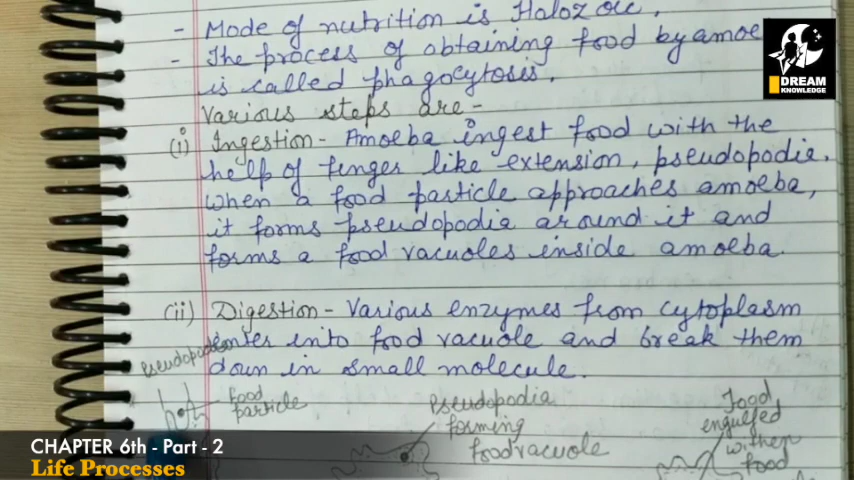 - Mode of nutrition is Halozoic,
- The process of obtaining food by amoe
is called phagocytosis.
Various steps are -
(i) Ingestion - Amoeba ingest food with the
help of finger like extension, pseudopodia.
when a food particle approaches amoeba,
it forms pseudopodia around it and
forms a food vacuoles inside amoeba.
(ii) Digestion - Various enzymes from cytoplasm
enter into food vacuole and break them
down in small molecule.
pseudopodia
food
particle
Pseudopodia
forming
food vacuole
Food
engulfed
within
food
DREAM
KNOWLEDGE
CHAPTER 6th - Part - 2
Life Processes